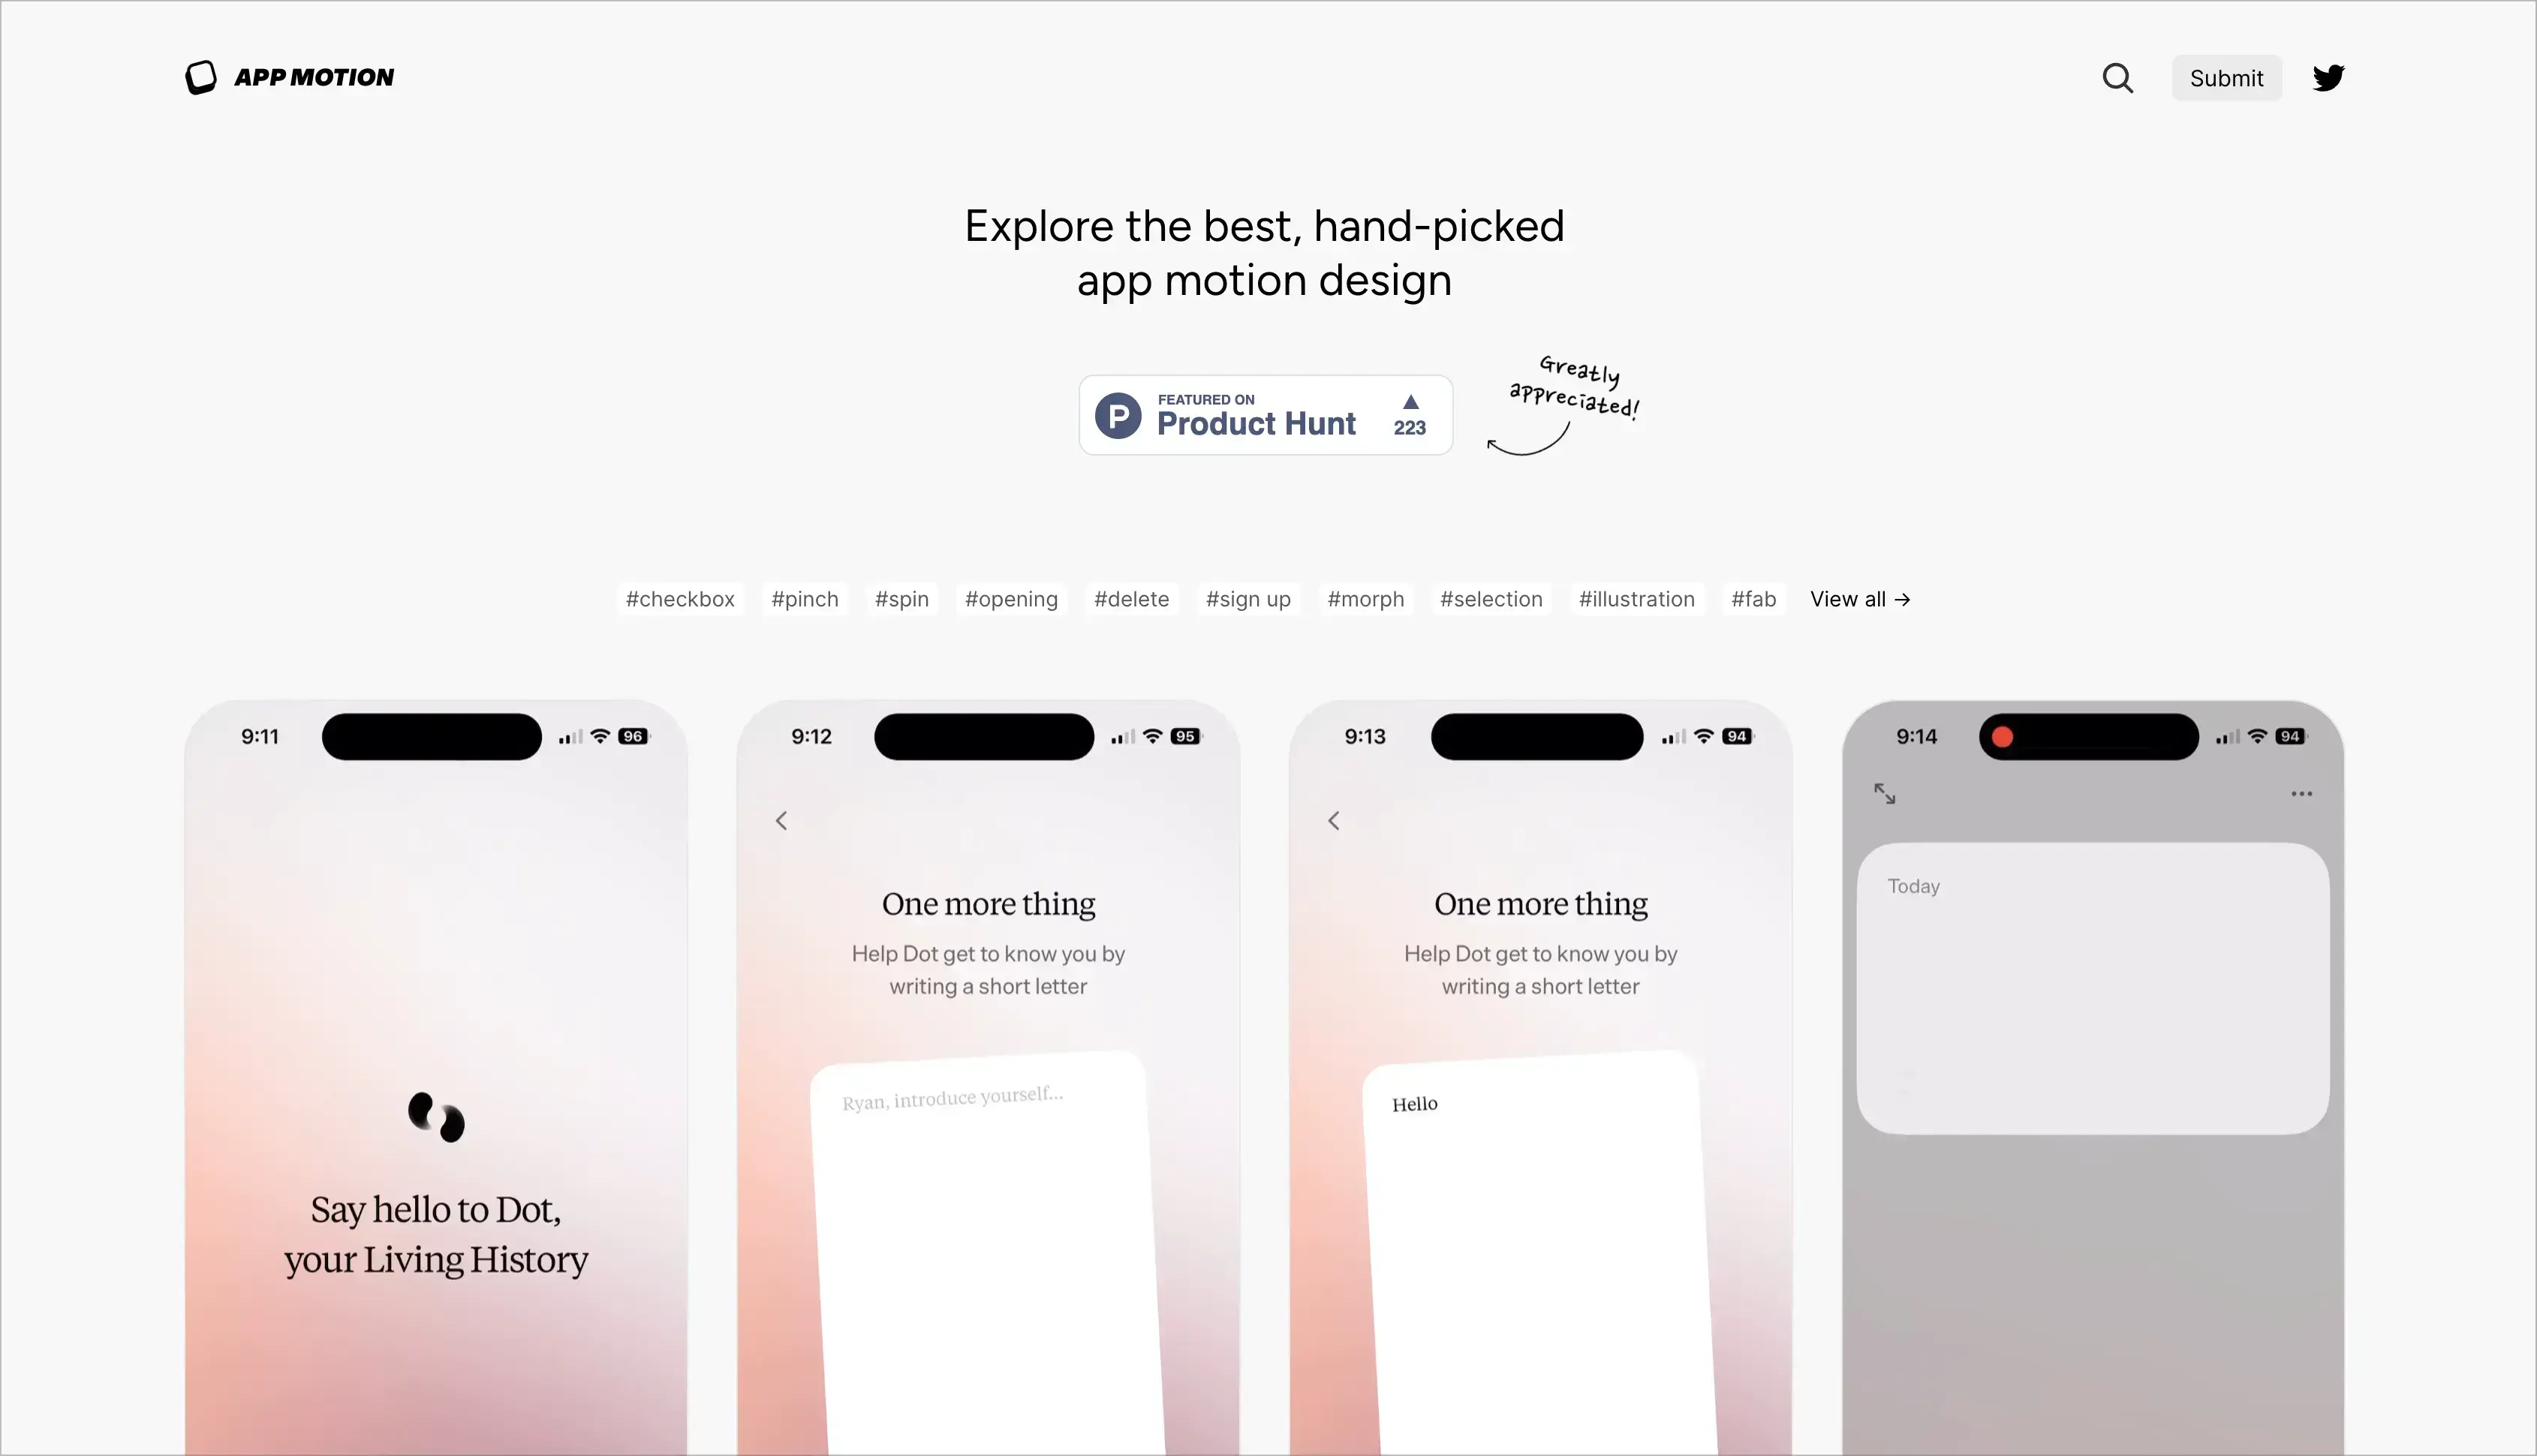 APP MOTION
Submit
Explore the best, hand-picked
app motion design
FEATURED ON
Product Hunt
223
Greatly
appreciated!
#checkbox #pinch #spin #opening #delete #sign up #morph #selection #illustration #fab View all →
9:11 96
Say hello to Dot,
your Living History
9:12 95
One more thing
Help Dot get to know you by
writing a short letter
Ryan, introduce yourself...
9:13 94
One more thing
Help Dot get to know you by
writing a short letter
Hello
9:14 94
Today